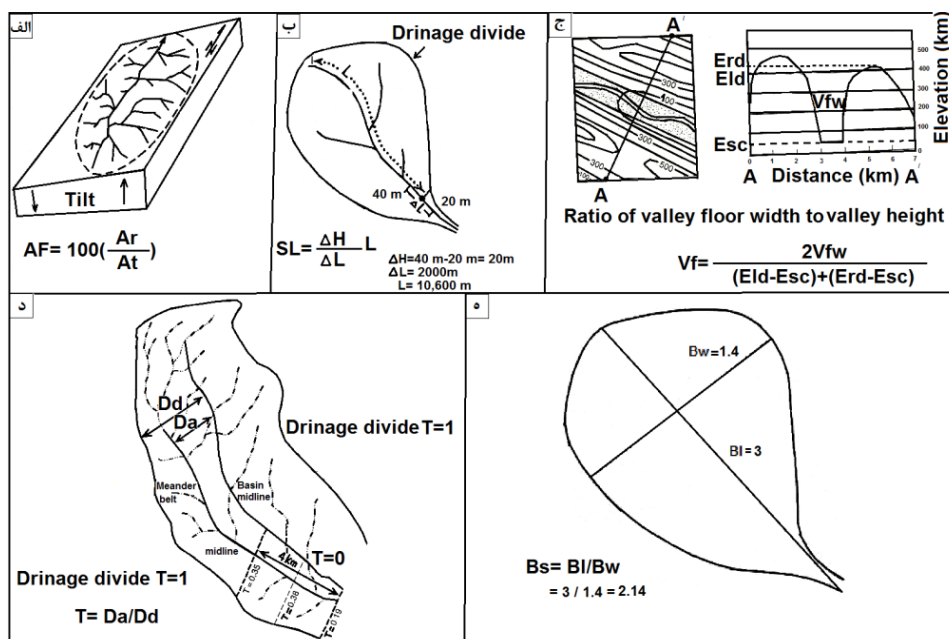 الف
Tilt
AF= 100(Ar/At)
ب
Drinage divide
L
40 m
20 m
ΔL
SL= ΔH/ΔL L
ΔH=40 m-20 m= 20m
ΔL= 2000m
L= 10,600 m
ج
A′
300
400
300
300
500
100
A
Erd
Eld
Vfw
Esc
500
400
300
200
100
0
Elevation (km)
0 1 2 3 4 5 6 7
A Distance (km) A′
Ratio of valley floor width to valley height
Vf= 2Vfw/(Eld-Esc)+(Erd-Esc)
د
Dd
Da
Drinage divide T=1
Meander
belt
Basin
midline
midline
4km
T=0
T=0.35
T=0.38
T=0.19
Drinage divide T=1
T= Da/Dd
ه
Bw=1.4
Bl=3
Bs= Bl/Bw
= 3 / 1.4= 2.14